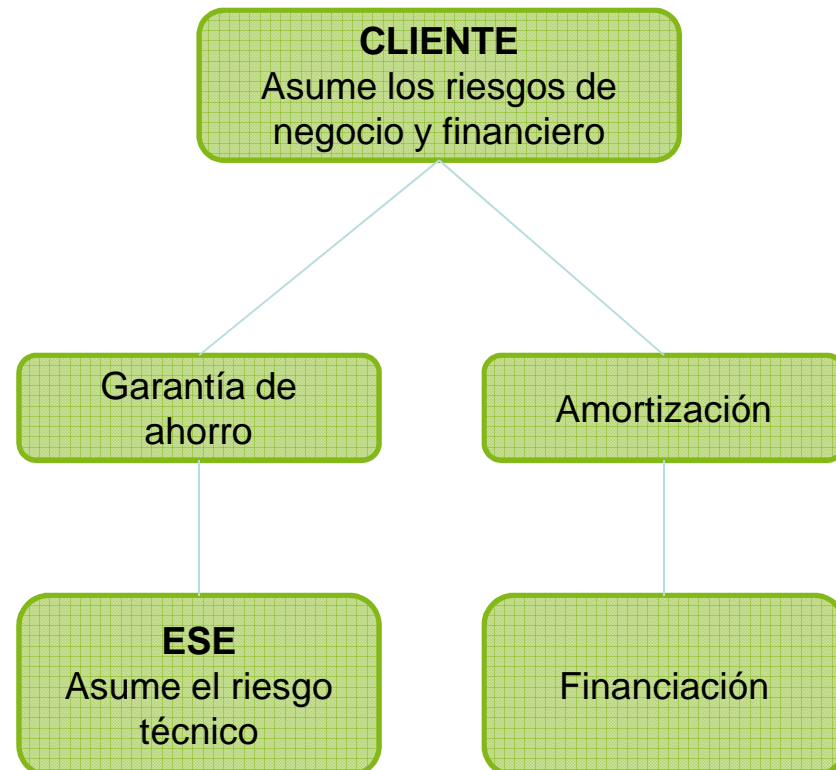 CLIENTE
Asume los riesgos de
negocio y financiero
Garantía de
ahorro
Amortización
ESE
Asume el riesgo
técnico
Financiación